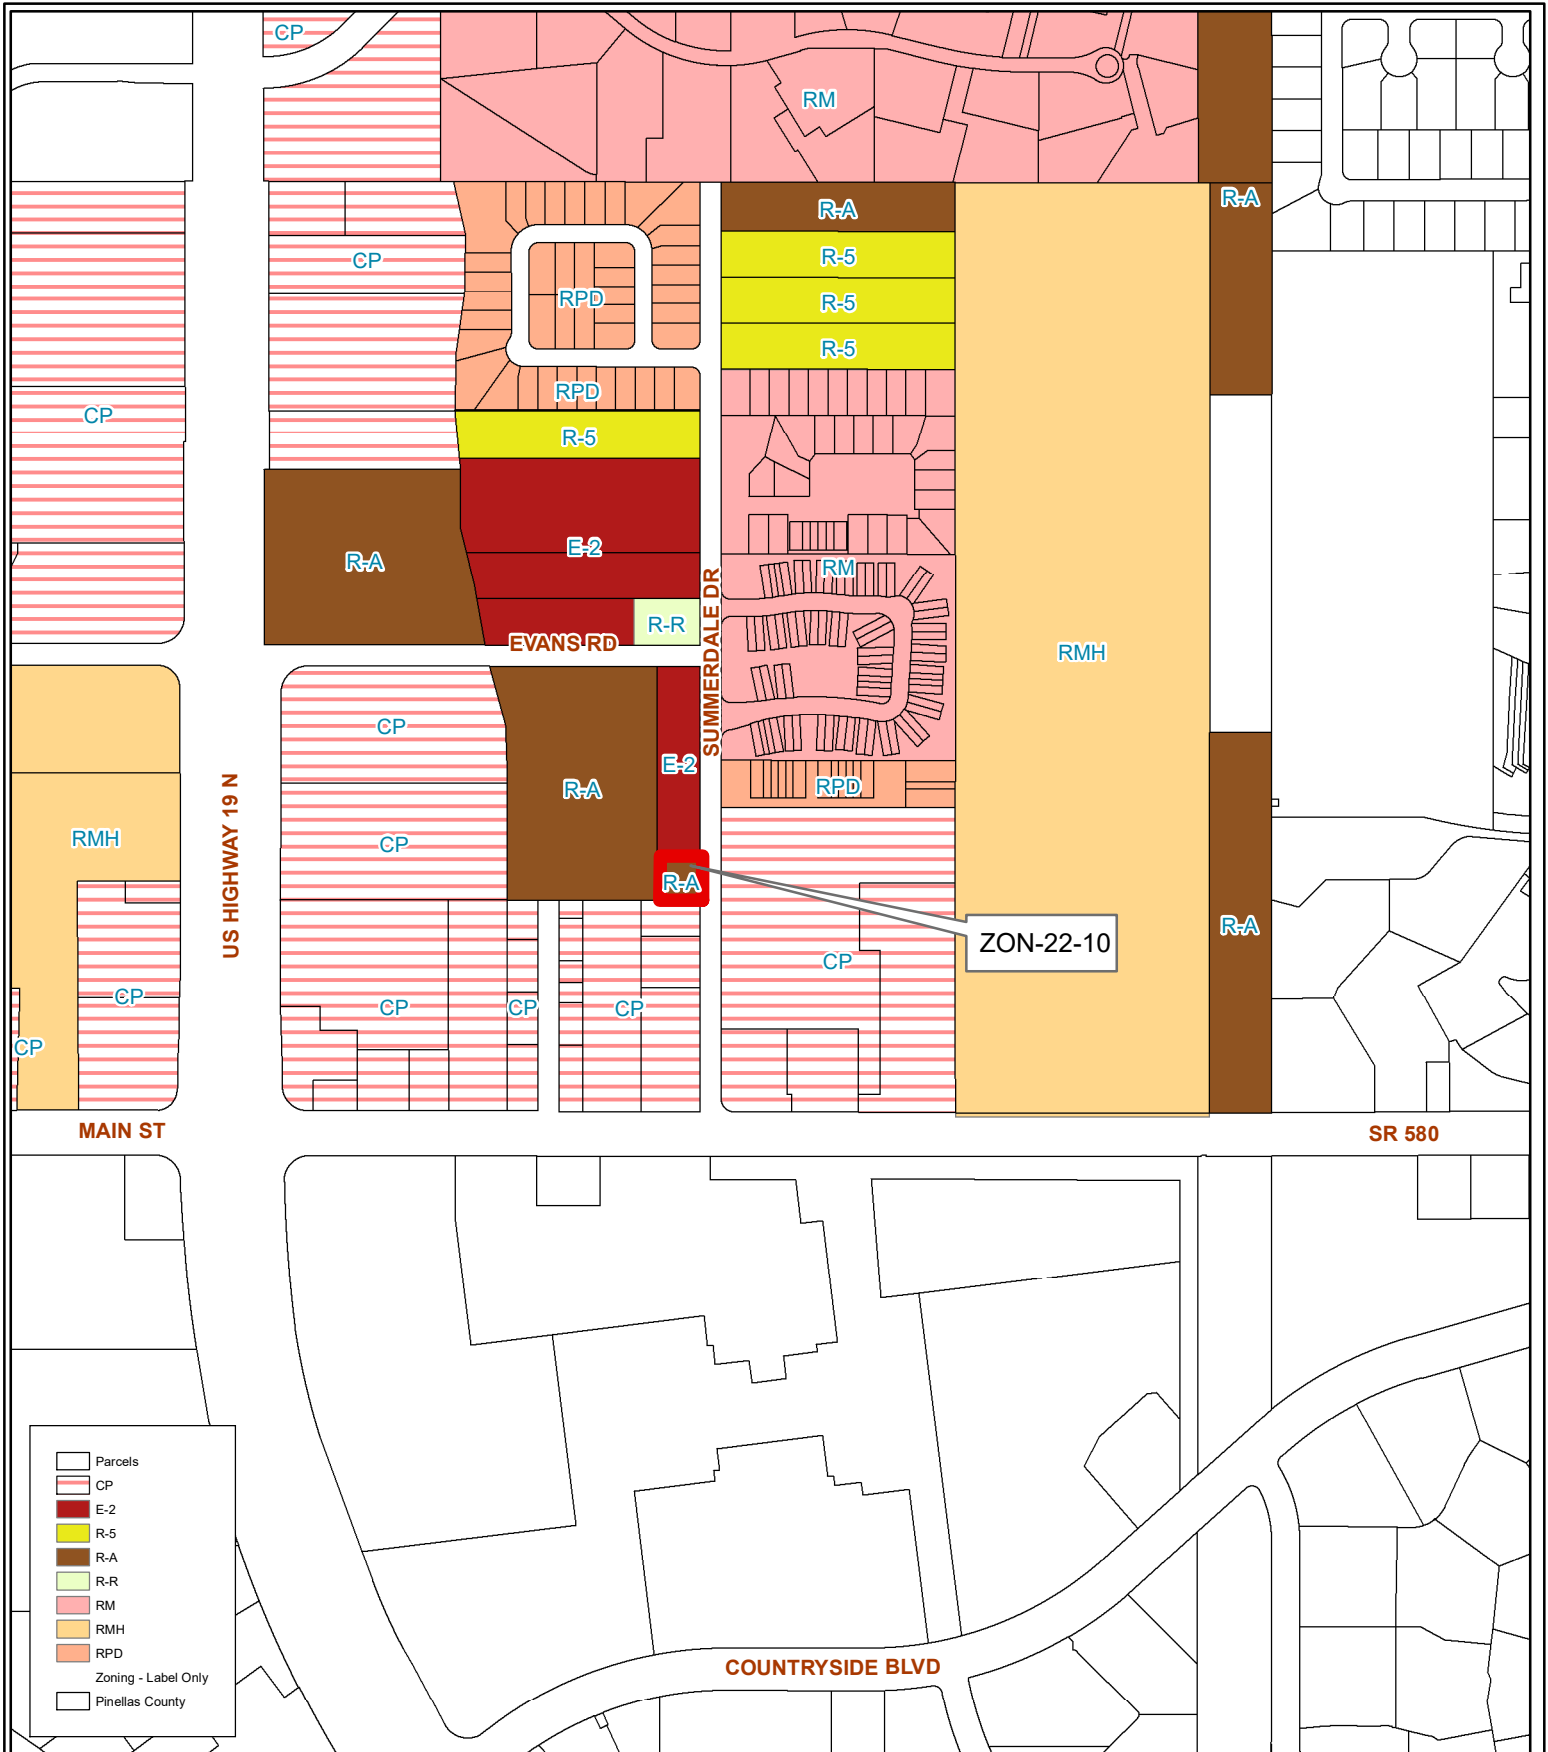 CP
RM
R-A
R-A
R-5
CP
R-5
RPD
R-5
RPD
CP
R-5
E-2
R-A
RM
R-R
EVANS RD
SUMMERDALE DR
RMH
CP
E-2
R-A
RPD
US HIGHWAY 19 N
RMH
CP
R-A
R-A
ZON-22-10
CP
CP
CP
CP
CP
CP
MAIN ST
SR 580
Parcels
CP
E-2
R-5
R-A
R-R
RM
RMH
RPD
Zoning - Label Only
Pinellas County
COUNTRYSIDE BLVD